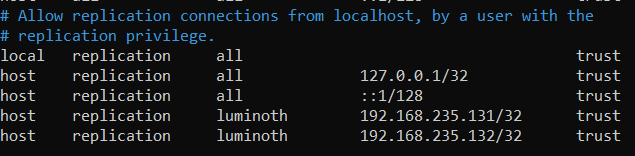 # Allow replication connections from localhost, by a user with the
# replication privilege.
local   replication     all                                     trust
host    replication     all             127.0.0.1/32            trust
host    replication     all             ::1/128                 trust
host    replication     luminoth        192.168.235.131/32      trust
host    replication     luminoth        192.168.235.132/32      trust